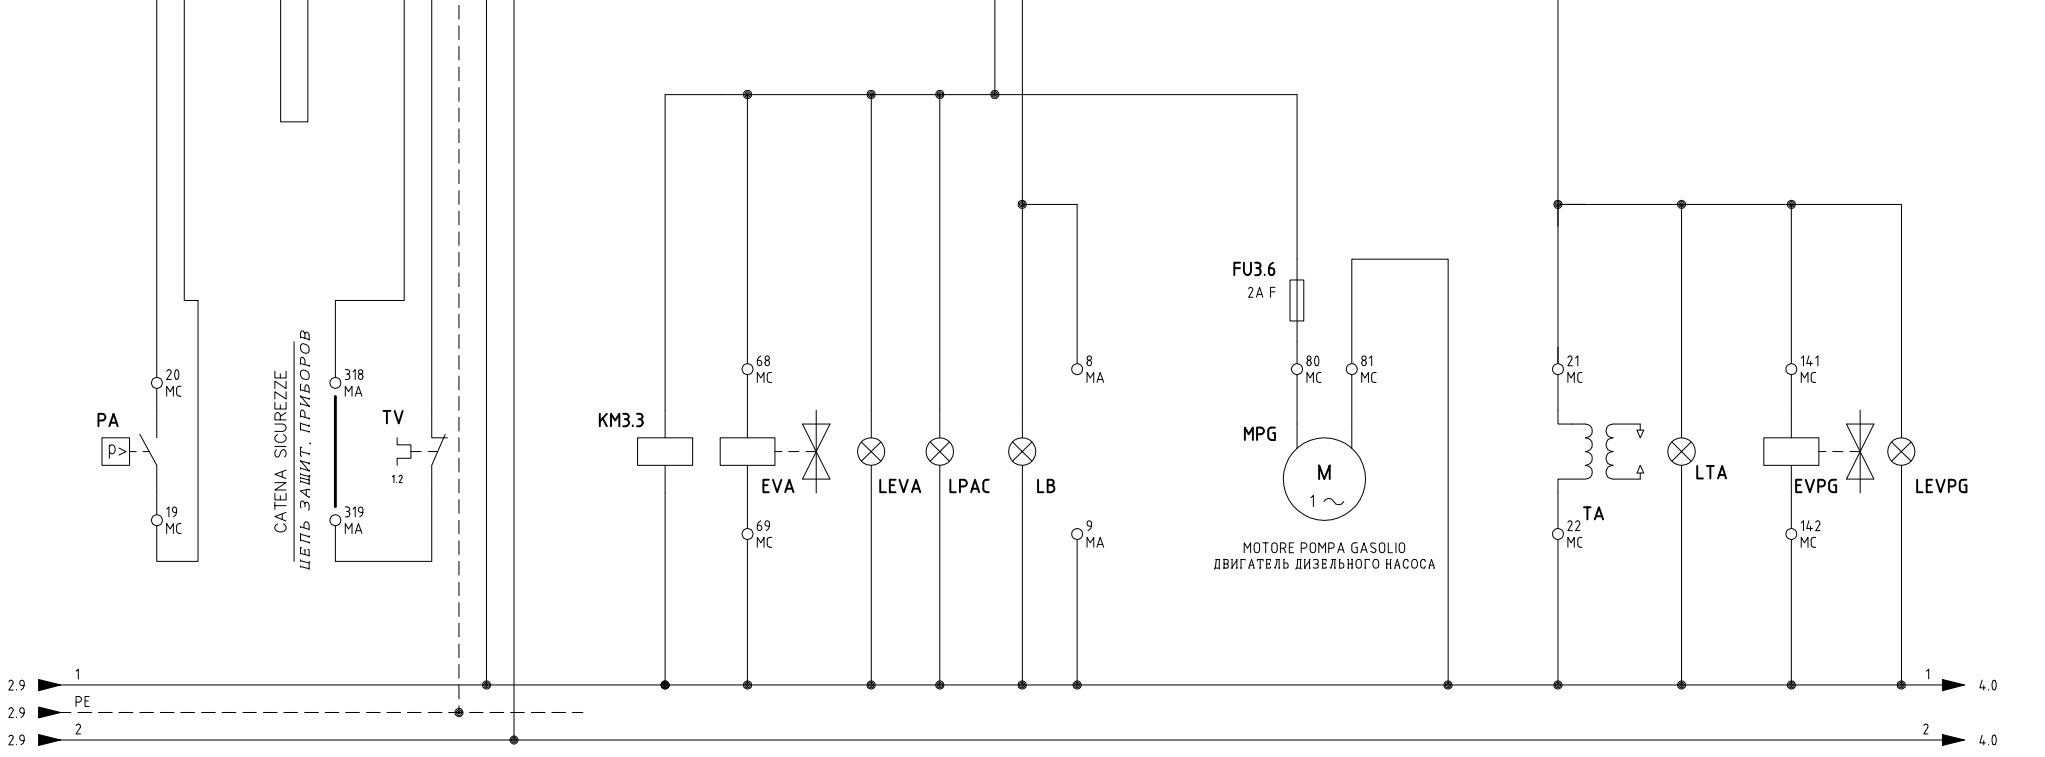 FU3.6
2A F
68
MC
8
MA
80
MC
81
MC
21
MC
141
MC
20
MC
318
MA
PA
p>
CATENA SICUREZZE
ЦЕПЬ ЗАЩИТ. ПРИБОРОВ
TV
1.2
KM3.3
MPG
M
1 ~
EVA
LEVA
LPAC
LB
LTA
EVPG
LEVPG
TA
19
MC
319
MA
69
MC
9
MA
22
MC
142
MC
MOTORE POMPA GASOLIO
ДВИГАТЕЛЬ ДИЗЕЛЬНОГО НАСОСА
2.9
1
1
4.0
2.9
PE
2.9
2
2
4.0